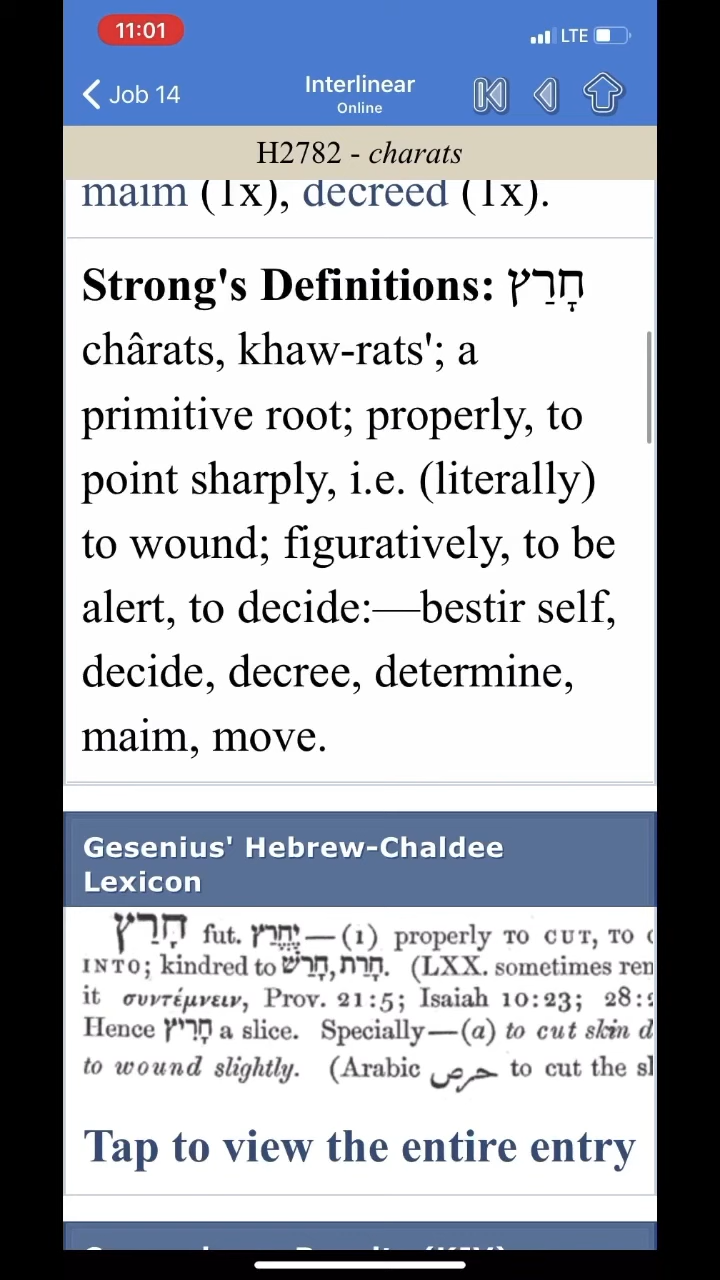 11:01
LTE
Job 14
Interlinear
Online
H2782 - charats
maim (1x), decreed (1x).
Strong's Definitions: חָרַץ
chârats, khaw-rats'; a
primitive root; properly, to
point sharply, i.e. (literally)
to wound; figuratively, to be
alert, to decide:—bestir self,
decide, decree, determine,
maim, move.
Gesenius' Hebrew-Chaldee
Lexicon
חָרַץ fut. יֶחֱרַץ—(1) properly TO CUT, TO
INTO; kindred to חָרַת, חָרַשׁ. (LXX. sometimes ren
it συντέμνειν, Prov. 21:5; Isaiah 10:23; 28:
Hence חָרִיץ a slice. Specially—(a) to cut skin d
to wound slightly. (Arabic حرص to cut the
Tap to view the entire entry